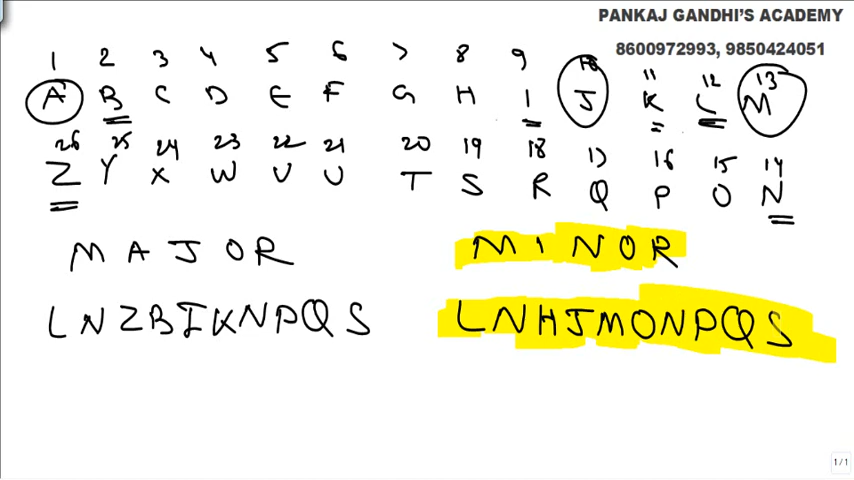 PANKAJ GANDHI'S ACADEMY
8600972993, 9850424051
1 2 3 4 5 6 7 8 9 10 11 12 13
A B C D E F G H I J K L M
26 25 24 23 22 21 20 19 18 17 16 15 14
Z Y X W V U T S R Q P O N
MAJOR MINOR
LNZBIKNPQS LNHJMONPQS
1/1